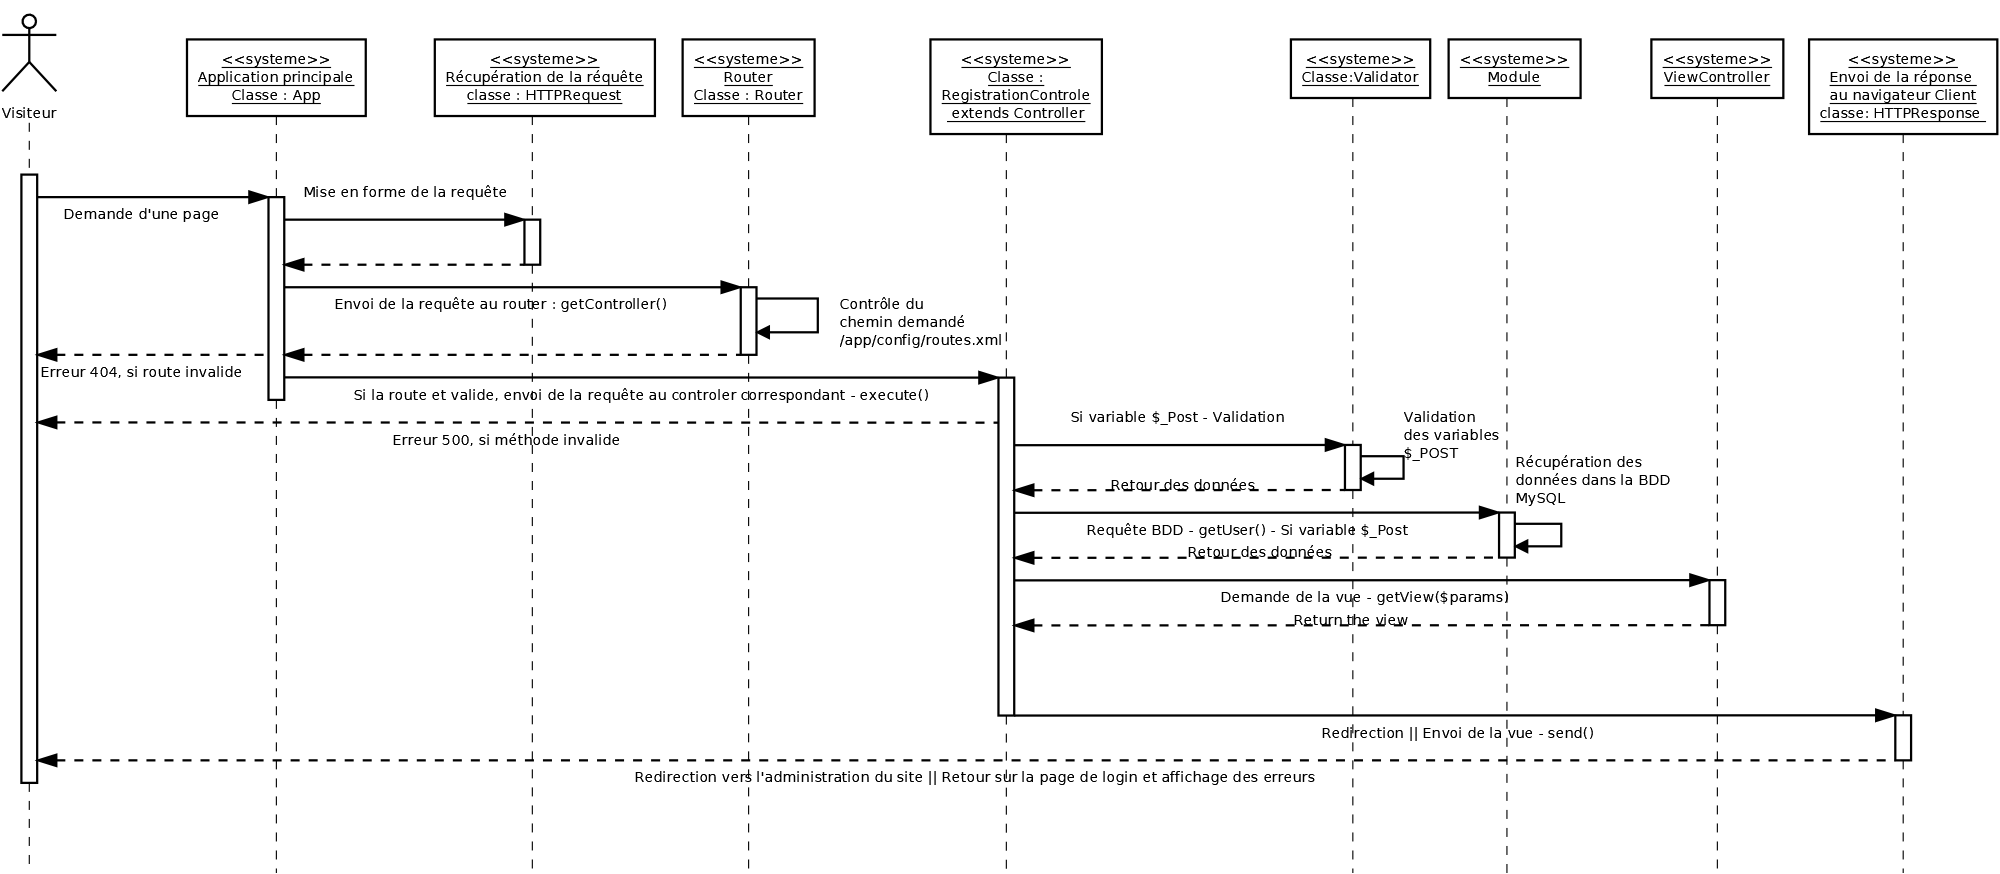 Visiteur
<<systeme>>
Application principale
Classe : App
<<systeme>>
Récupération de la réquête
classe : HTTPRequest
<<systeme>>
Router
Classe : Router
<<systeme>>
Classe :
RegistrationControle
extends Controller
<<systeme>>
Classe:Validator
<<systeme>>
Module
<<systeme>>
ViewController
<<systeme>>
Envoi de la réponse
au navigateur Client
classe: HTTPResponse
Demande d'une page
Mise en forme de la requête
Envoi de la requête au router : getController()
Contrôle du
chemin demandé
/app/config/routes.xml
Erreur 404, si route invalide
Si la route et valide, envoi de la requête au controler correspondant - execute()
Erreur 500, si méthode invalide
Si variable $_Post - Validation
Validation
des variables
$_POST
Retour des données
Récupération des
données dans la BDD
MySQL
Requête BDD - getUser() - Si variable $_Post
Retour des données
Demande de la vue - getView($params)
Return the view
Redirection || Envoi de la vue - send()
Redirection vers l'administration du site || Retour sur la page de login et affichage des erreurs